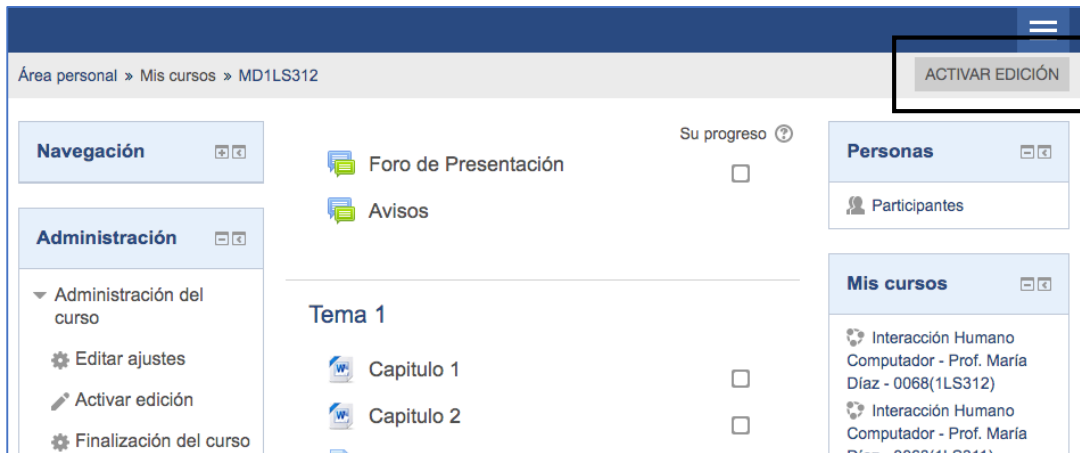 Área personal » Mis cursos » MD1LS312
ACTIVAR EDICIÓN
Navegación
Administración
Administración del
curso
Editar ajustes
Activar edición
Finalización del curso
Su progreso
Foro de Presentación
Avisos
Tema 1
Capitulo 1
Capitulo 2
Personas
Participantes
Mis cursos
Interacción Humano
Computador - Prof. María
Díaz - 0068(1LS312)
Interacción Humano
Computador - Prof. María